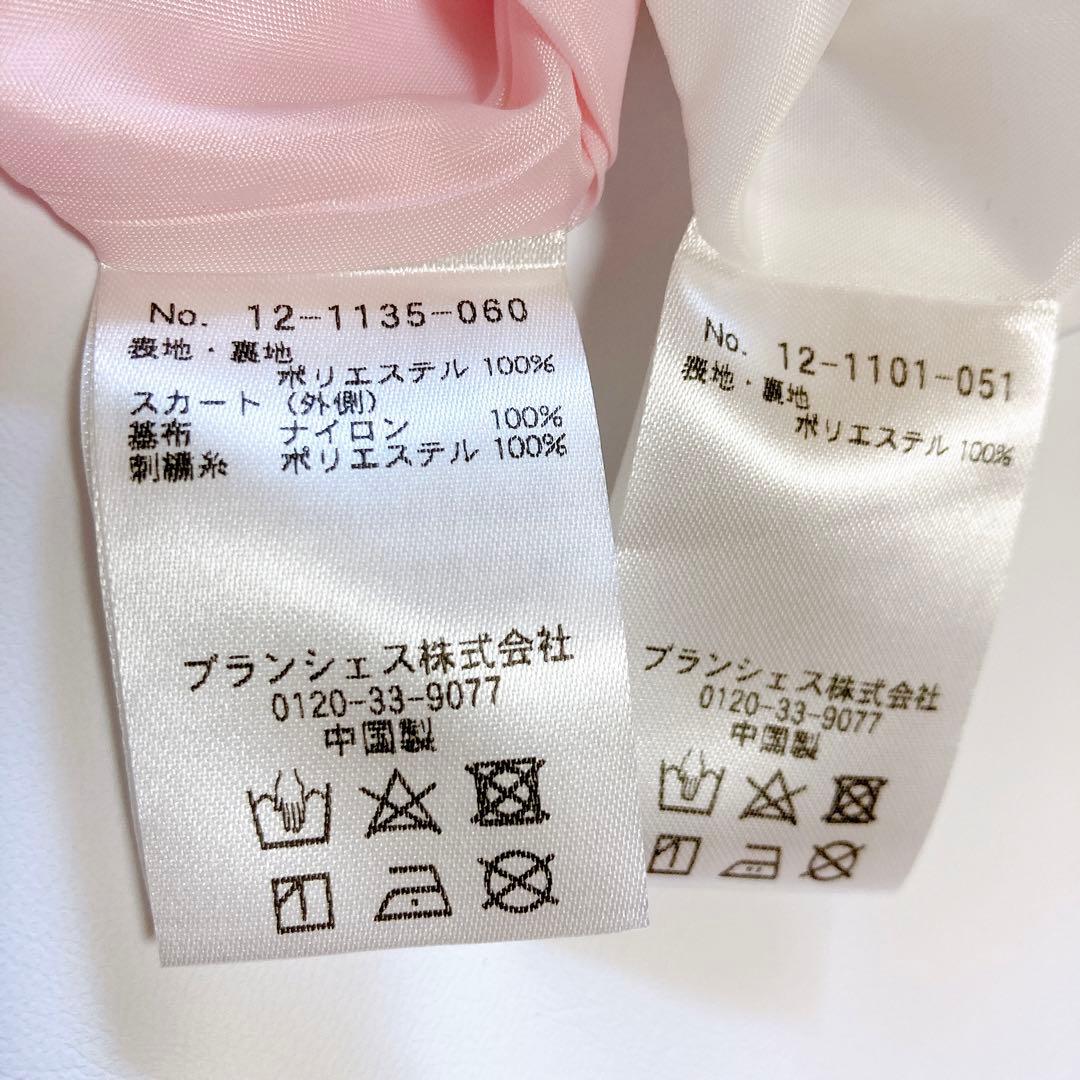 No. 12-1135-060
表地・裏地
ポリエステル 100%
スカート（外側）
基布 ナイロン 100%
刺繍糸 ポリエステル 100%
ブランシェス株式会社
0120-33-9077
中国製
No. 12-1101-051
表地・裏地
ポリエステル 100%
ブランシェス株式会社
0120-33-9077
中国製